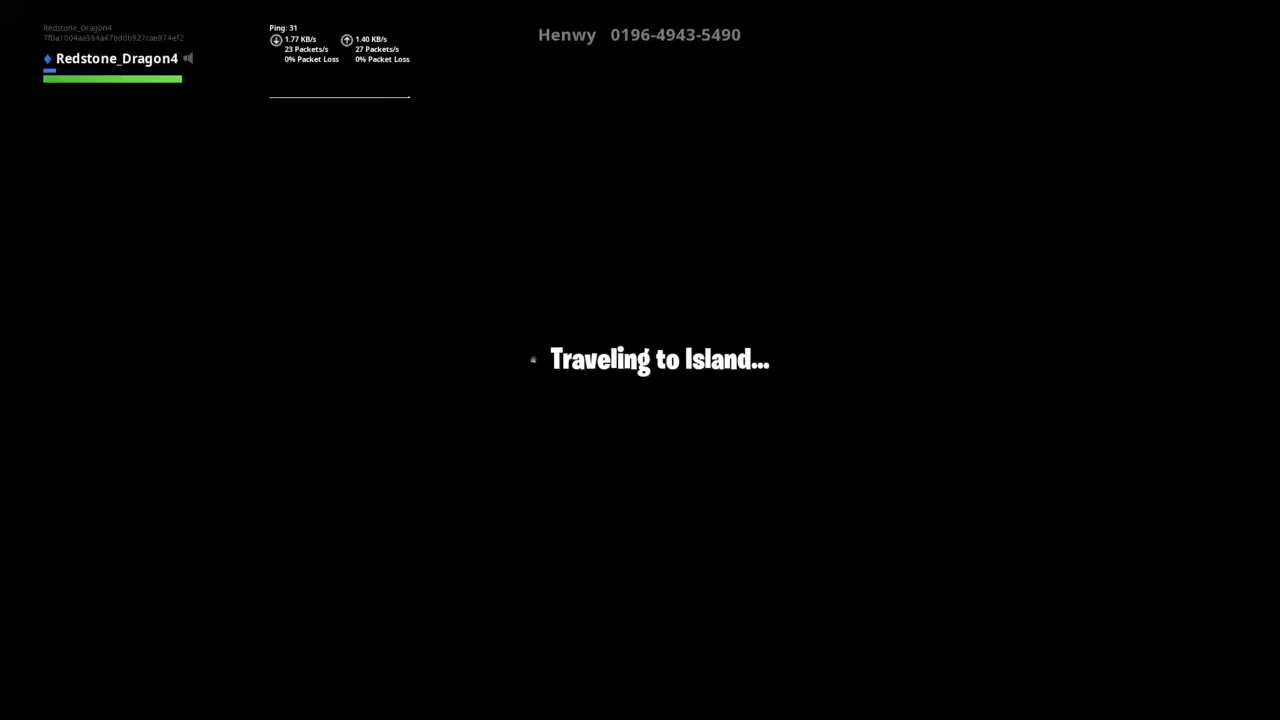 Redstone_Dragon4
Redstone_Dragon4
Ping: 31
1.77 KB/s 1.40 KB/s
23 Packets/s 27 Packets/s
0% Packet Loss 0% Packet Loss
Henwy 0196-4943-5490
Traveling to Island...